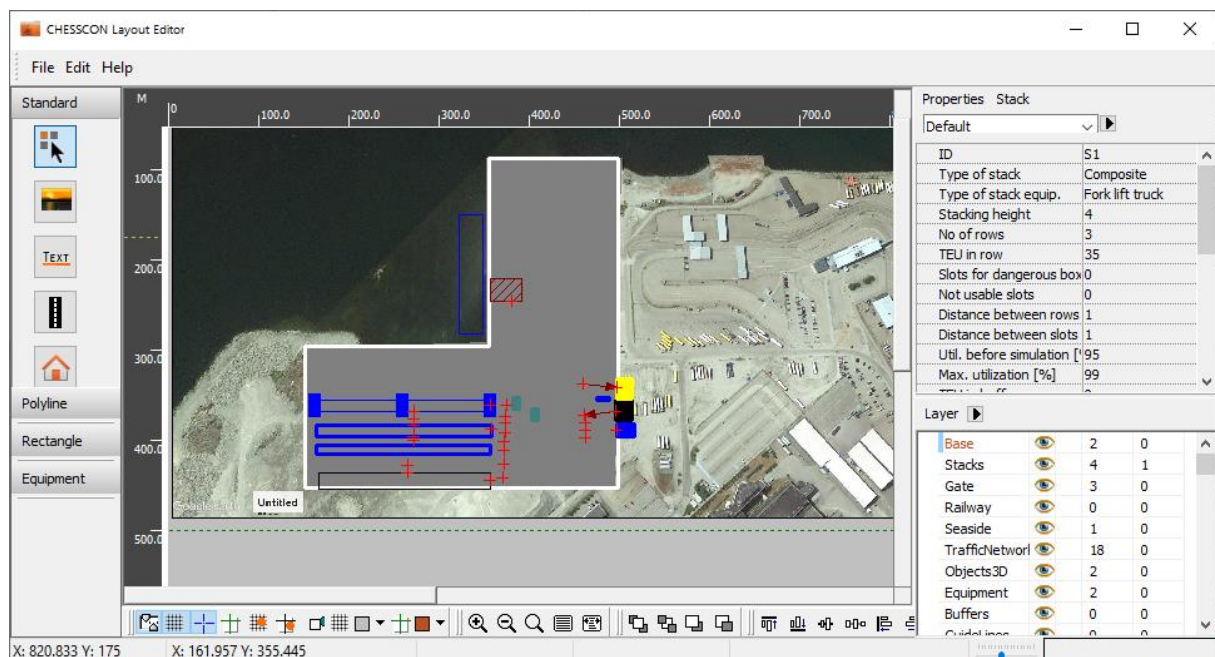 CHESSCON Layout Editor
File Edit Help
Standard
TEXT
Polyline
Rectangle
Equipment
M
0 100.0 200.0 300.0 400.0 500.0 600.0 700.0
100.0
200.0
300.0
400.0
500.0
Untitled
Properties Stack
Default
ID S1
Type of stack Composite
Type of stack equip. Fork lift truck
Stacking height 4
No of rows 3
TEU in row 35
Slots for dangerous box 0
Not usable slots 0
Distance between rows 1
Distance between slots 1
Util. before simulation [ 95
Max. utilization [%] 99
Layer
Base 2 0
Stacks 4 1
Gate 3 0
Railway 0 0
Seaside 1 0
TrafficNetworl 18 0
Objects3D 2 0
Equipment 2 0
Buffers 0 0
GuideLines 0 0
X: 820.833 Y: 175 X: 161.957 Y: 355.445